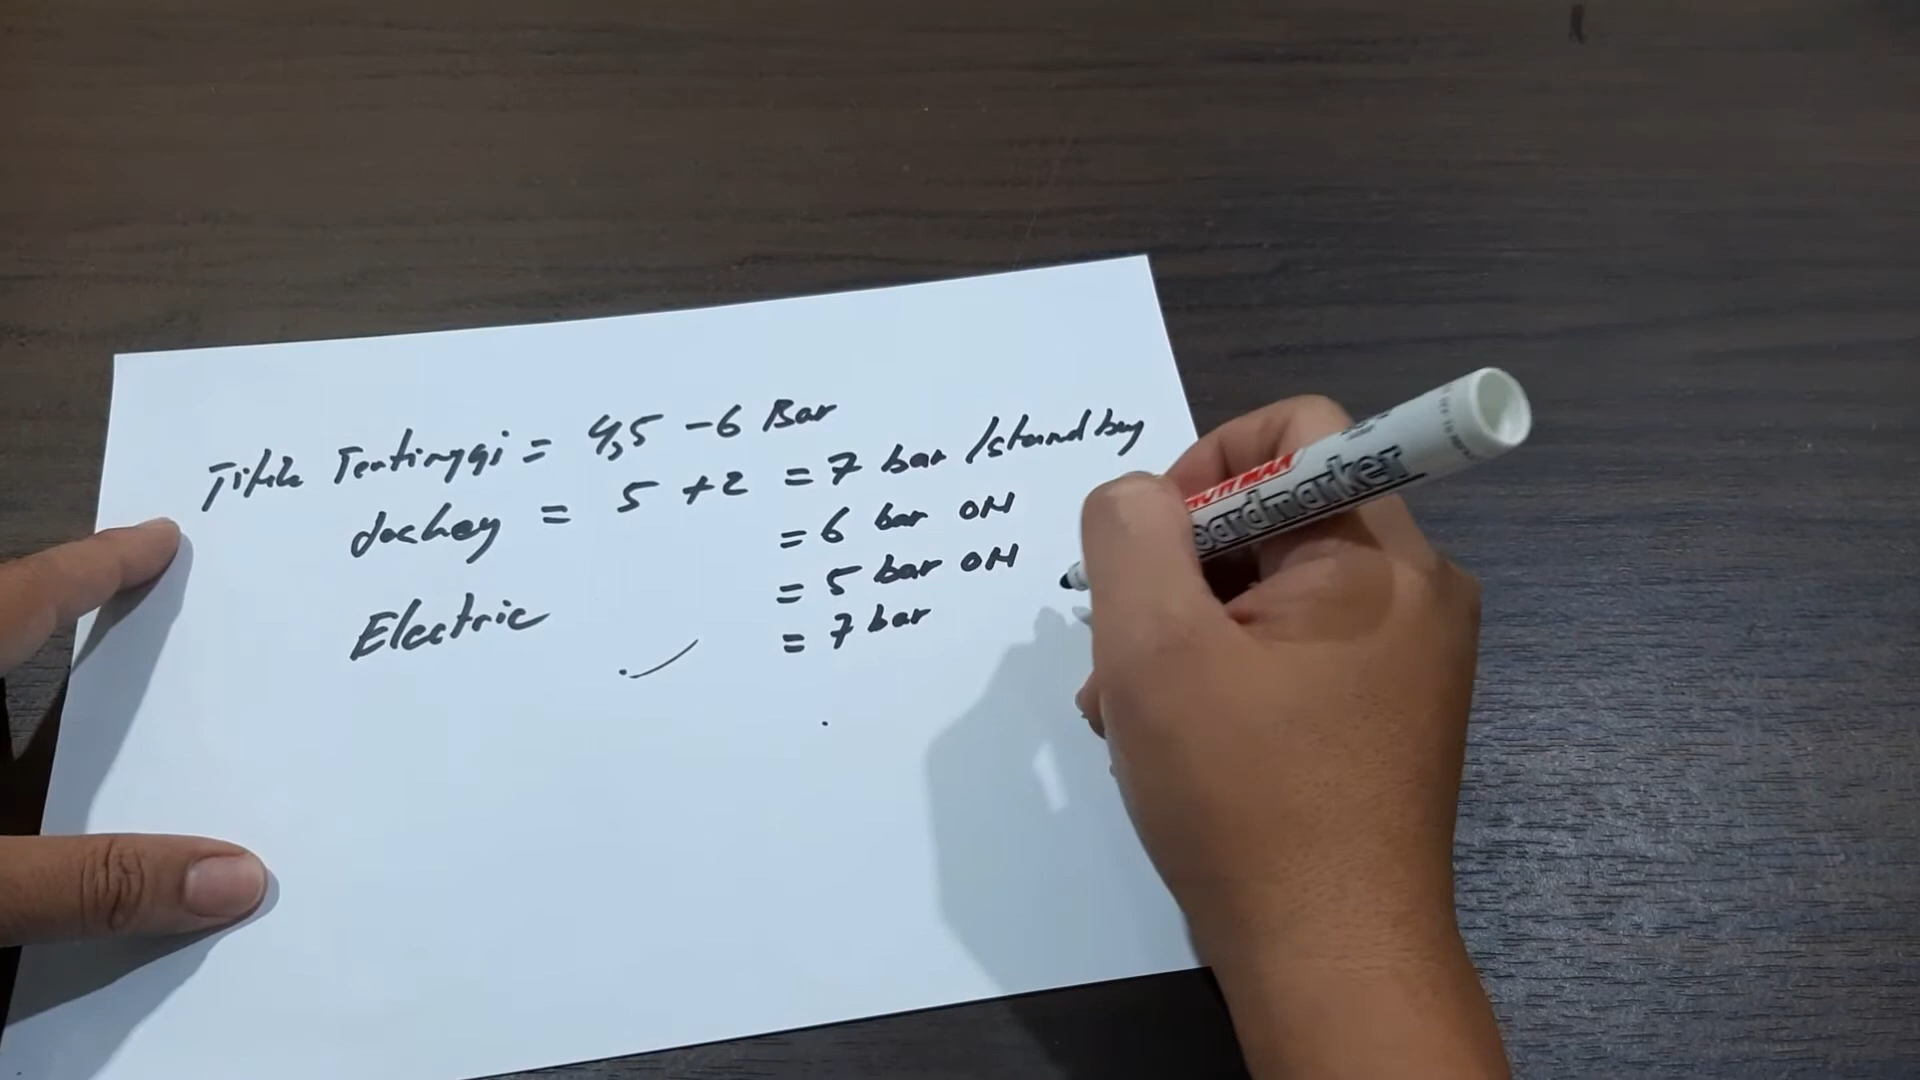 Titik Tertinggi = 4,5 - 6 Bar
Jockey = 5 + 2 = 7 bar /standby
= 6 bar ON
Electric = 5 bar ON
= 7 bar
boardmarker